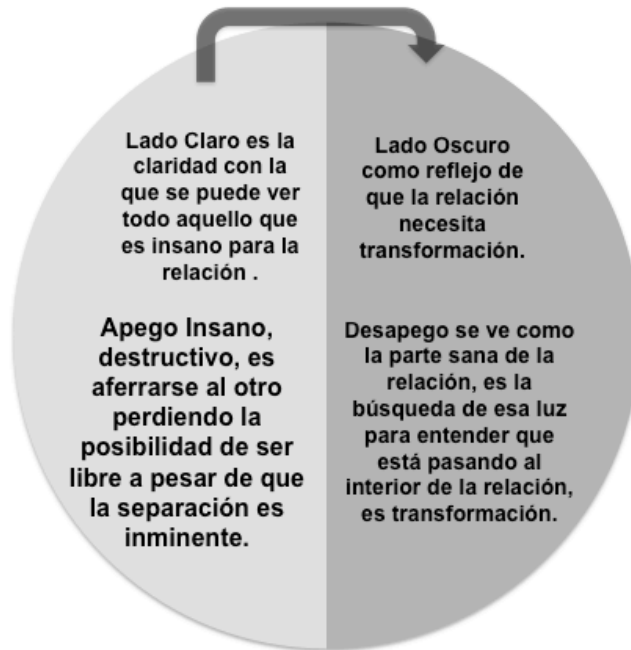 Lado Claro es la
claridad con la
que se puede ver
todo aquello que
es insano para la
relación .
Apego Insano,
destructivo, es
aferrarse al otro
perdiendo la
posibilidad de ser
libre a pesar de que
la separación es
inminente.
Lado Oscuro
como reflejo de
que la relación
necesita
transformación.
Desapego se ve como
la parte sana de la
relación, es la
búsqueda de esa luz
para entender que
está pasando al
interior de la relación,
es transformación.